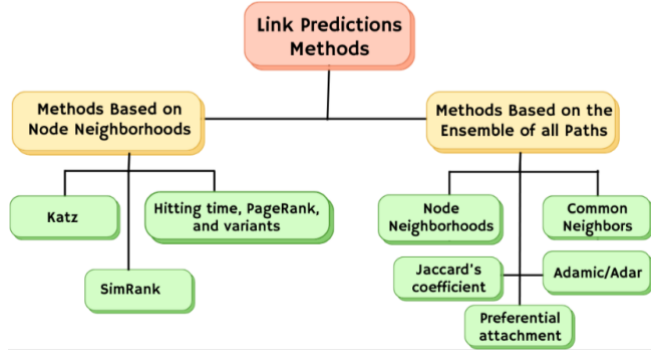 Link Predictions
Methods
Methods Based on
Node Neighborhoods
Methods Based on the
Ensemble of all Paths
Katz
Hitting time, PageRank,
and variants
SimRank
Node
Neighborhoods
Common
Neighbors
Jaccard's
coefficient
Adamic/Adar
Preferential
attachment